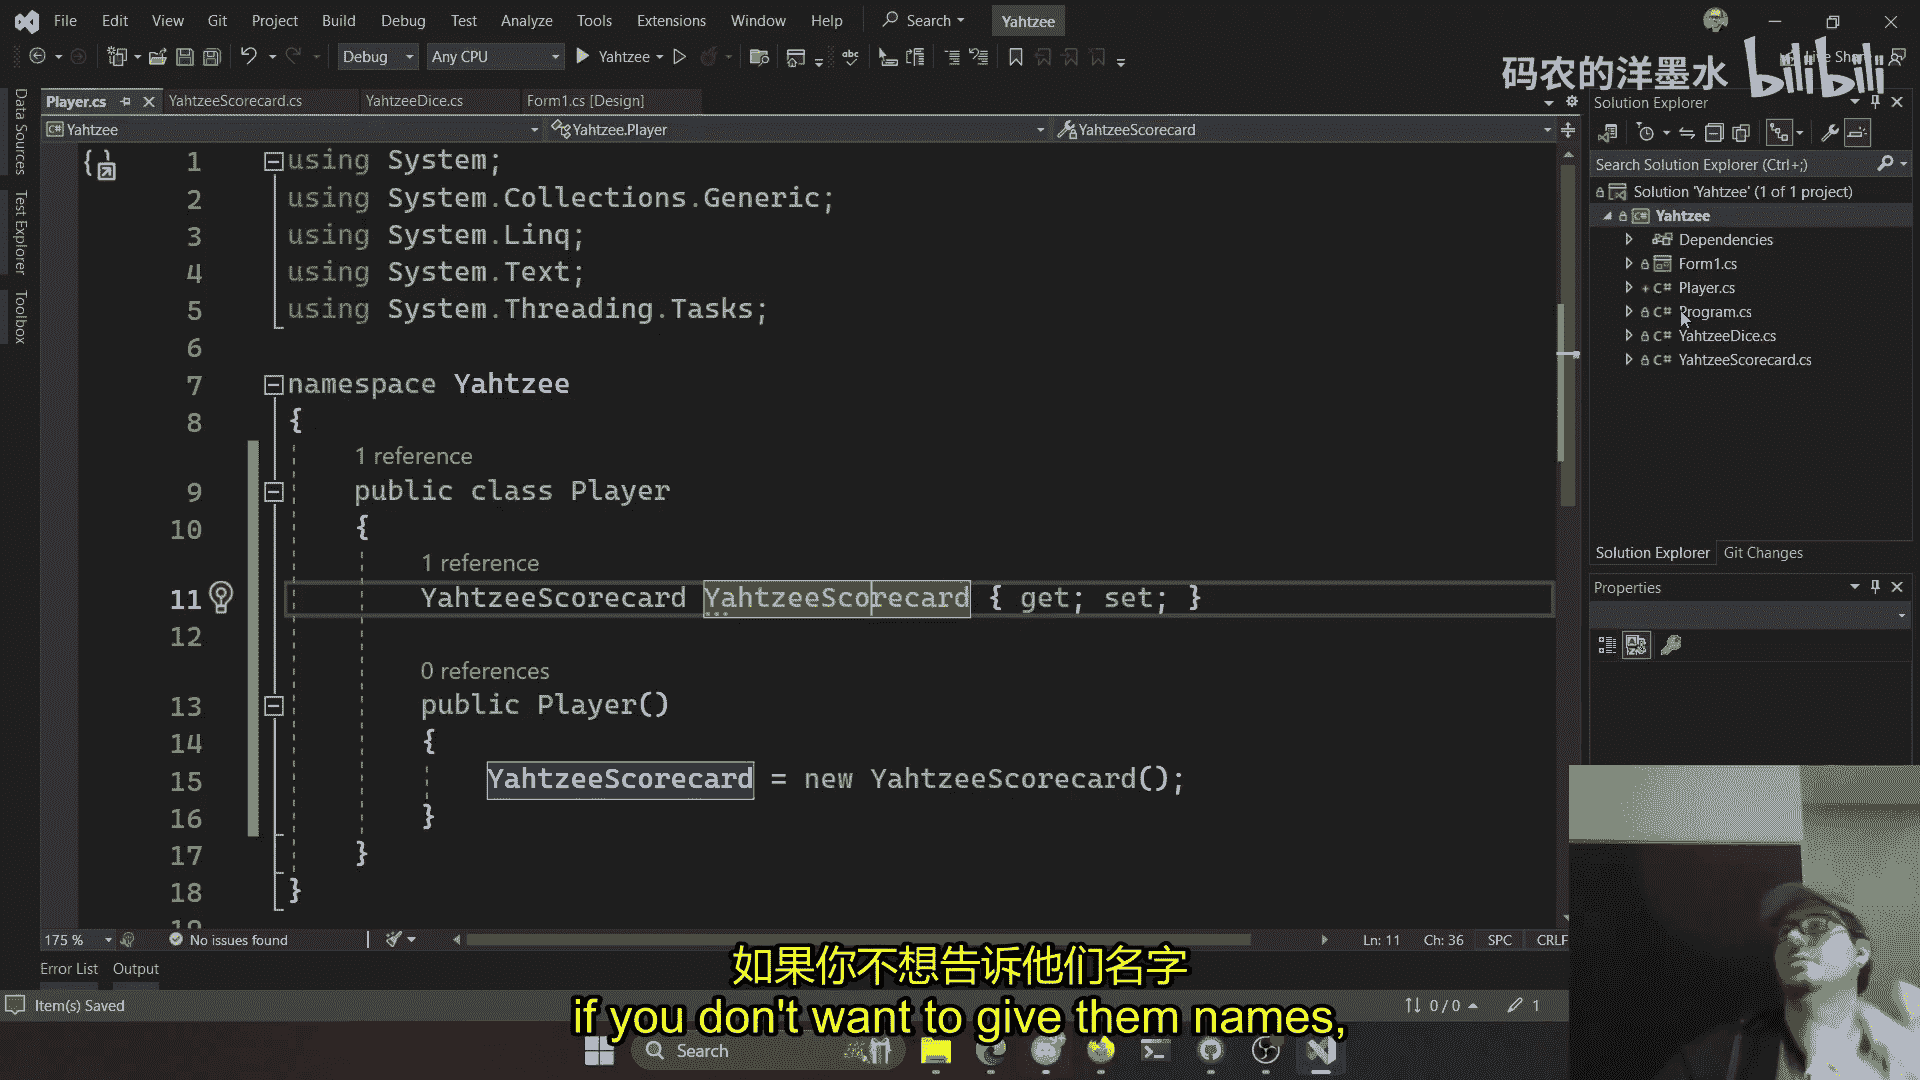 File Edit View Git Project Build Debug Test Analyze Tools Extensions Window Help Search Yahtzee
Debug Any CPU Yahtzee Live Share
码农的洋墨水 bilibili
Player.cs YahtzeeScorecard.cs YahtzeeDice.cs Form1.cs [Design]
Yahtzee Yahtzee.Player YahtzeeScorecard
Data Sources
Test Explorer
Toolbox
1 using System;
2 using System.Collections.Generic;
3 using System.Linq;
4 using System.Text;
5 using System.Threading.Tasks;
6
7 namespace Yahtzee
8 {
1 reference
9 public class Player
10 {
1 reference
11 YahtzeeScorecard YahtzeeScorecard { get; set; }
12
0 references
13 public Player()
14 {
15 YahtzeeScorecard = new YahtzeeScorecard();
16 }
17 }
18 }
175 % No issues found Ln: 11 Ch: 36 SPC CRLF
Error List Output
Item(s) Saved 0 / 0 1
Solution Explorer
Search Solution Explorer (Ctrl+;)
Solution 'Yahtzee' (1 of 1 project)
Yahtzee
Dependencies
Form1.cs
Player.cs
Program.cs
YahtzeeDice.cs
YahtzeeScorecard.cs
Solution Explorer Git Changes
Properties
如果你不想告诉他们名字
if you don't want to give them names,
Search